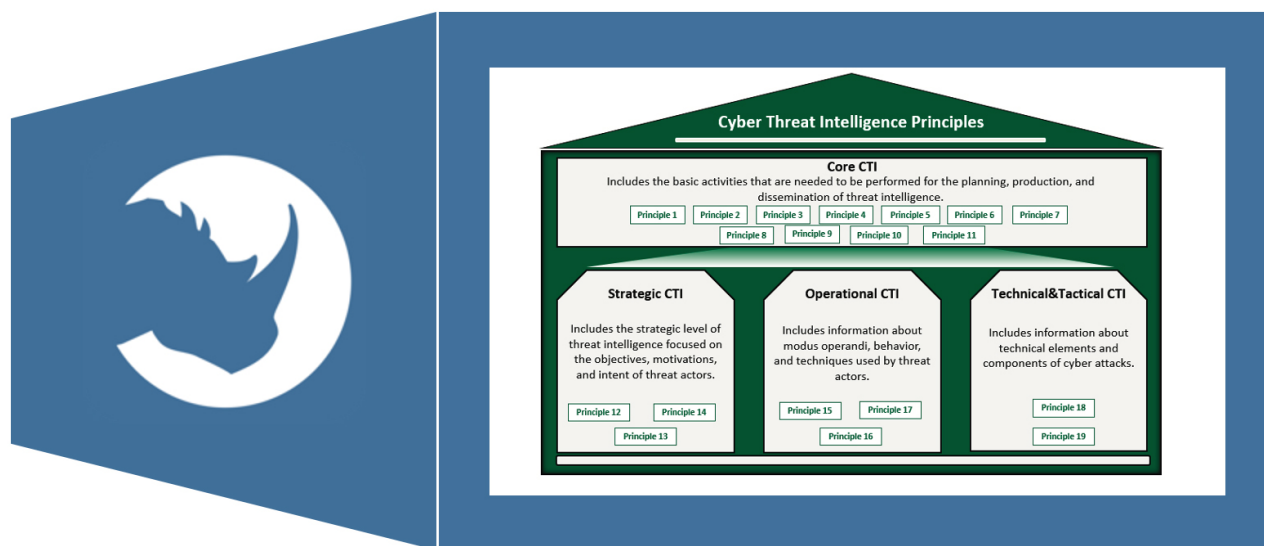 Cyber Threat Intelligence Principles
Core CTI
Includes the basic activities that are needed to be performed for the planning, production, and
dissemination of threat intelligence.
Principle 1 Principle 2 Principle 3 Principle 4 Principle 5 Principle 6 Principle 7
Principle 8 Principle 9 Principle 10 Principle 11
Strategic CTI
Includes the strategic level of
threat intelligence focused on
the objectives, motivations,
and intent of threat actors.
Principle 12 Principle 14
Principle 13
Operational CTI
Includes information about
modus operandi, behavior,
and techniques used by threat
actors.
Principle 15 Principle 17
Principle 16
Technical&Tactical CTI
Includes information about
technical elements and
components of cyber attacks.
Principle 18
Principle 19